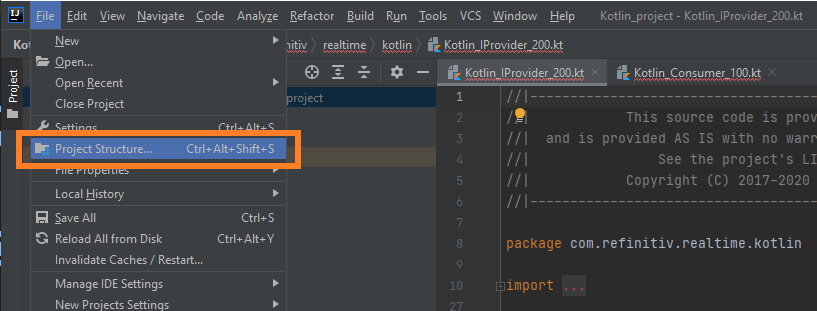 IJ File Edit View Navigate Code Analyze Refactor Build Run Tools VCS Window Help Kotlin_project - Kotlin_IProvider_200.kt
Kot nitiv realtime kotlin Kotlin_IProvider_200.kt
Project
New
Open...
Open Recent
Close Project
Settings... Ctrl+Alt+S
Project Structure... Ctrl+Alt+Shift+S
File Properties
Local History
Save All Ctrl+S
Reload All from Disk Ctrl+Alt+Y
Invalidate Caches / Restart...
Manage IDE Settings
New Projects Settings
project
Kotlin_IProvider_200.kt Kotlin_Consumer_100.kt
1 //|-----------------------------------------
2 //| This source code is prov
3 //| and is provided AS IS with no warr
4 //| See the project's LI
5 //| Copyright (C) 2017-2020
6 //|-----------------------------------------
7
8 package com.refinitiv.realtime.kotlin
9
10 import ...
27